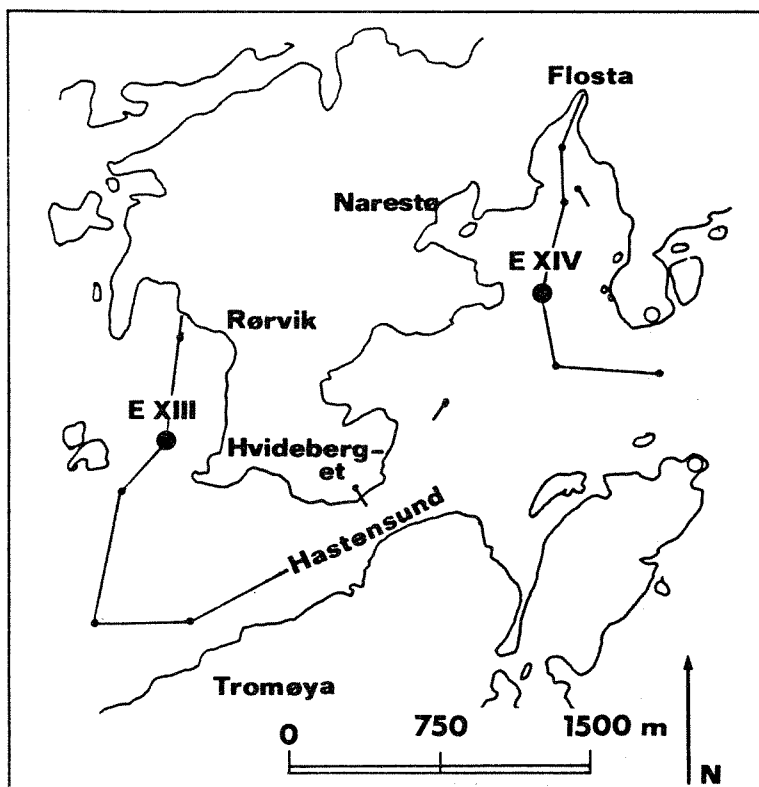 Flosta
Narestø
E XIV
Rørvik
E XIII
Hvideberg-
et
Hastensund
Tromøya
0 750 1500 m
N